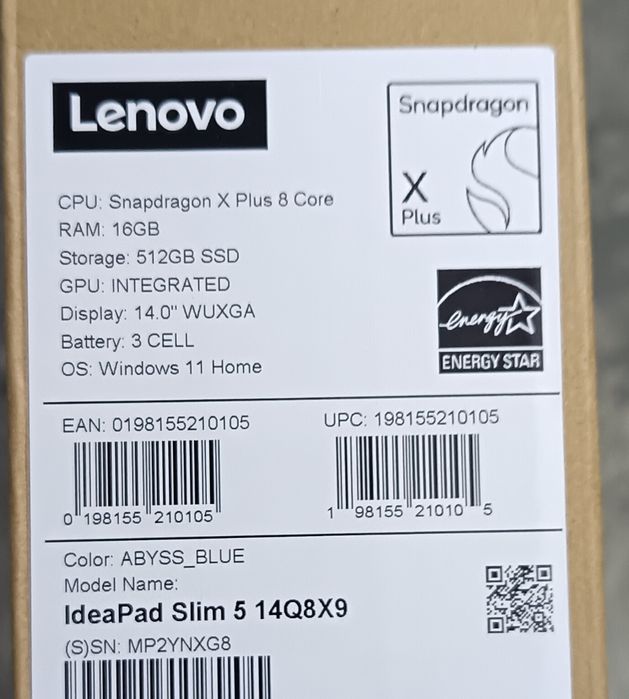 Lenovo
Snapdragon
X
Plus
CPU: Snapdragon X Plus 8 Core
RAM: 16GB
Storage: 512GB SSD
GPU: INTEGRATED
Display: 14.0" WUXGA
Battery: 3 CELL
OS: Windows 11 Home
energy
ENERGY STAR
EAN: 0198155210105
0 198155 210105
UPC: 198155210105
1 98155 21010 5
Color: ABYSS_BLUE
Model Name:
IdeaPad Slim 5 14Q8X9
(S)SN: MP2YNXG8